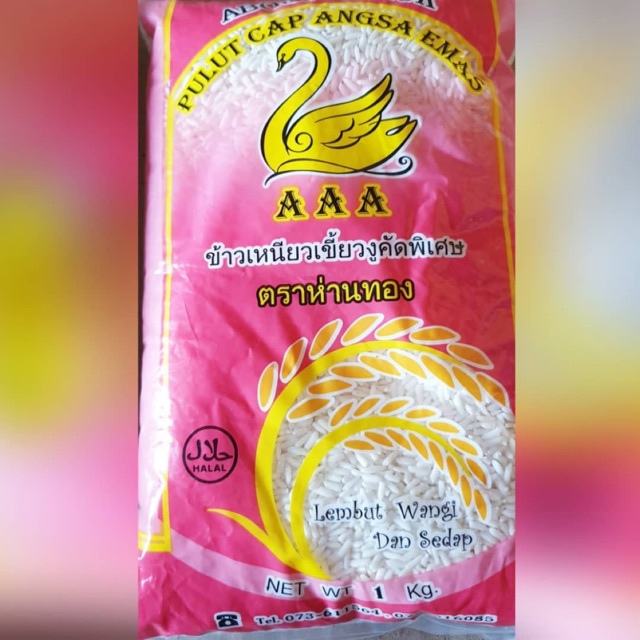 PULUT CAP ANGSA EMAS
AAA
ข้าวเหนียวเขี้ยวงูคัดพิเศษ
ตราห่านทอง
حلال
HALAL
Lembut Wangi
Dan Sedap
NET WT 1 Kg.
Tel.